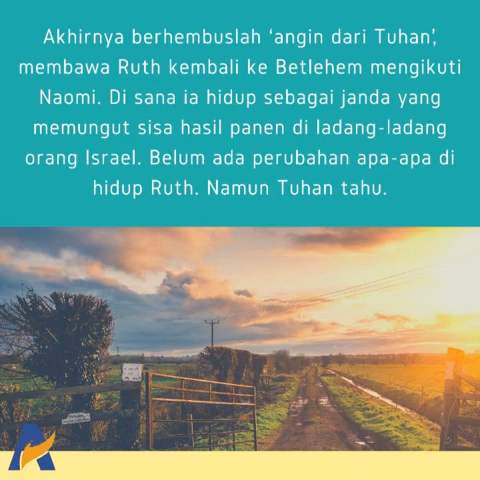 Akhirnya berhembuslah ‘angin dari Tuhan’,
membawa Ruth kembali ke Betlehem mengikuti
Naomi. Di sana ia hidup sebagai janda yang
memungut sisa hasil panen di ladang-ladang
orang Israel. Belum ada perubahan apa-apa di
hidup Ruth. Namun Tuhan tahu.